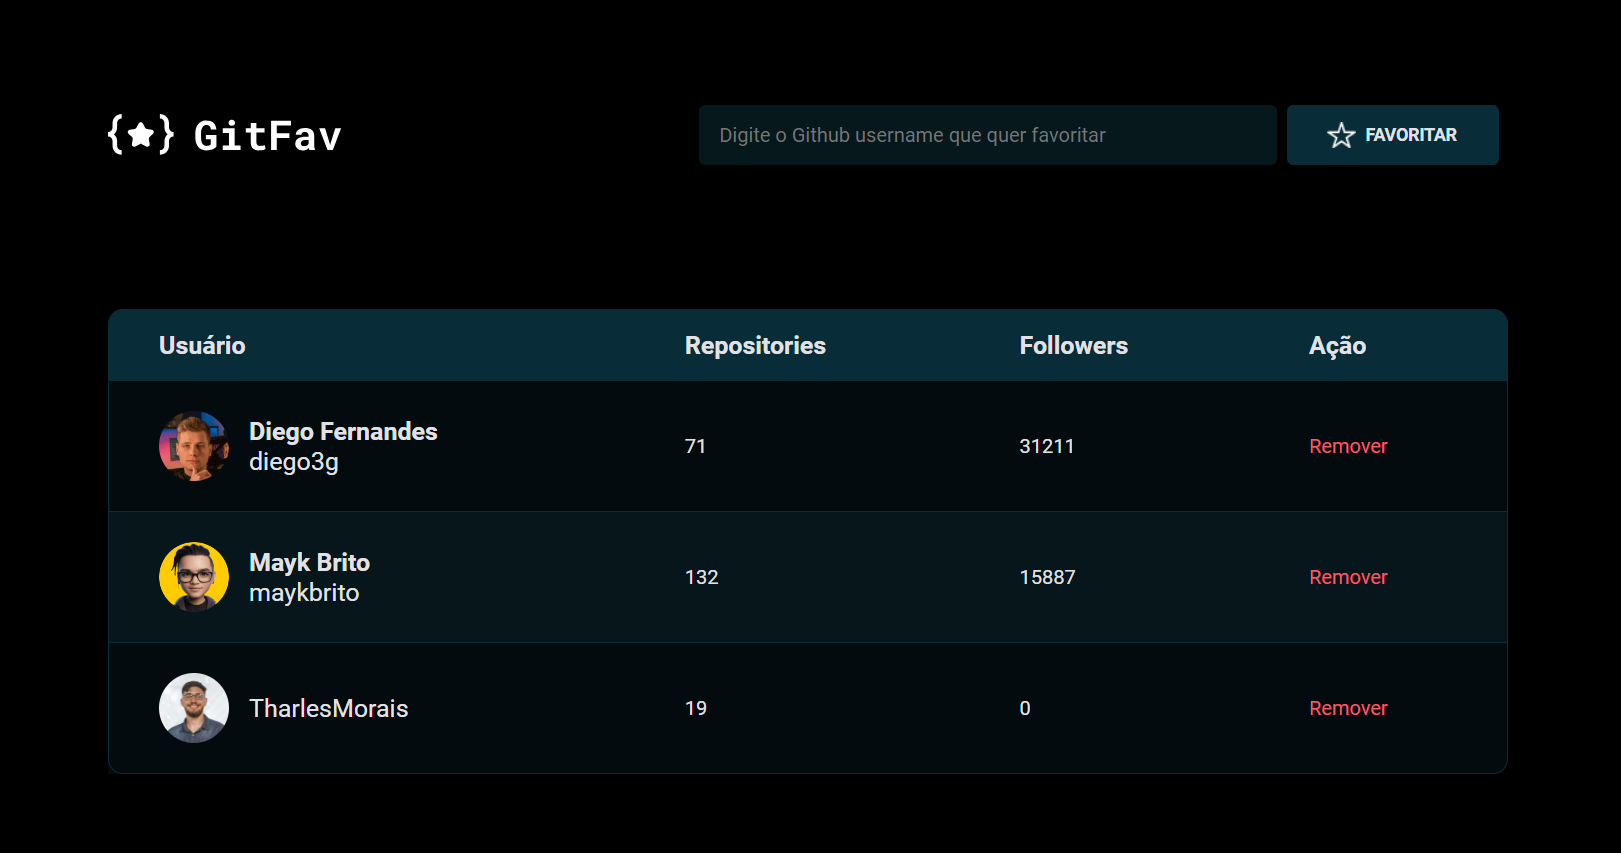 {★} GitFav
Digite o Github username que quer favoritar
FAVORITAR
Usuário Repositories Followers Ação
Diego Fernandes
diego3g
71 31211 Remover
Mayk Brito
maykbrito
132 15887 Remover
TharlesMorais 19 0 Remover